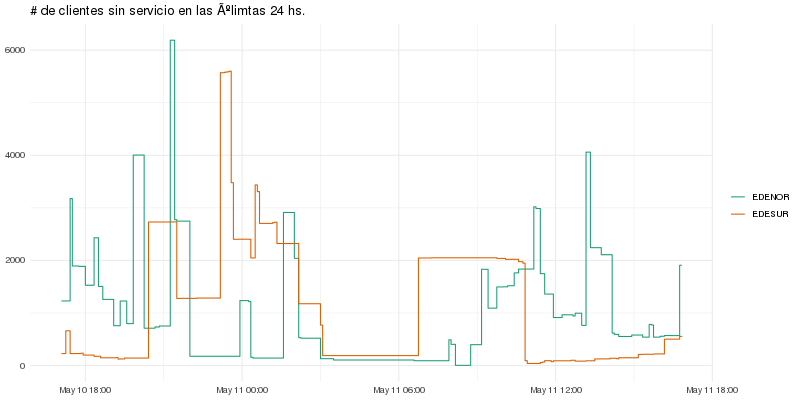 # de clientes sin servicio en las Ãºlimtas 24 hs.
6000
4000
2000
0
May 10 18:00
May 11 00:00
May 11 06:00
May 11 12:00
May 11 18:00
EDENOR
EDESUR